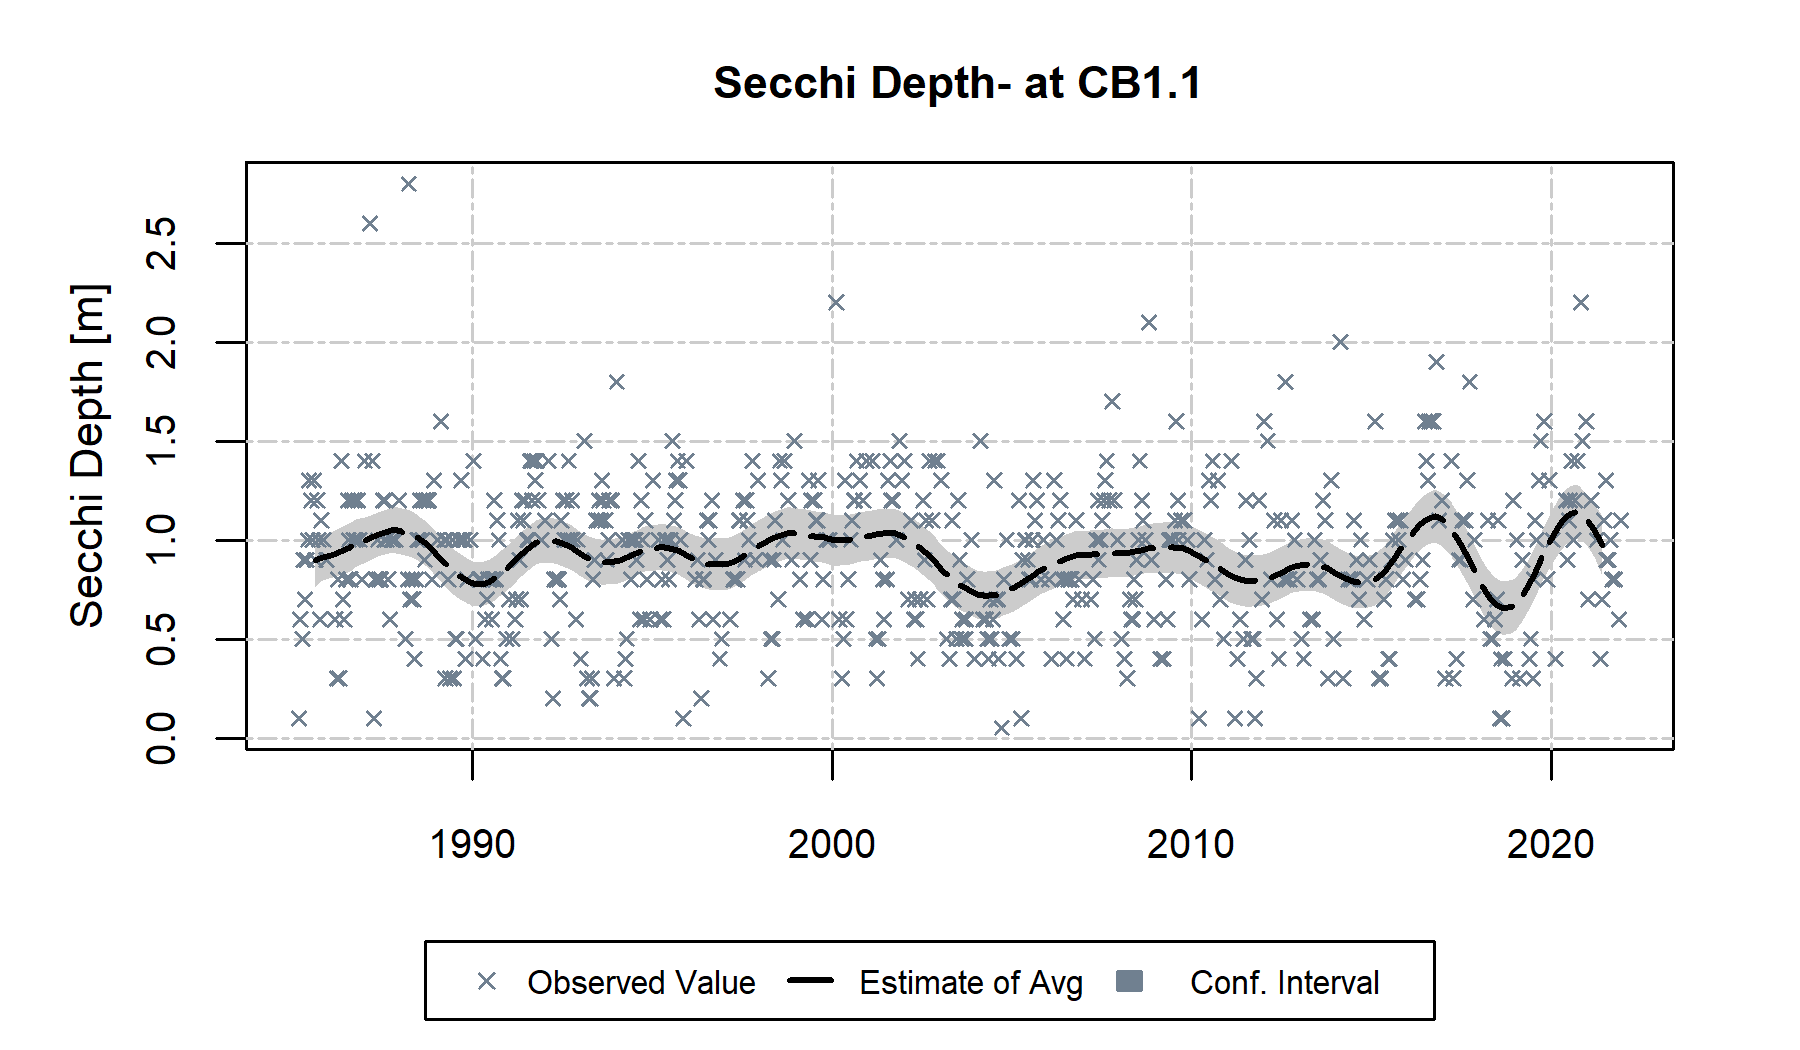 Secchi Depth- at CB1.1
Secchi Depth [m]
2.5
2.0
1.5
1.0
0.5
0.0
1990 2000 2010 2020
Observed Value Estimate of Avg Conf. Interval